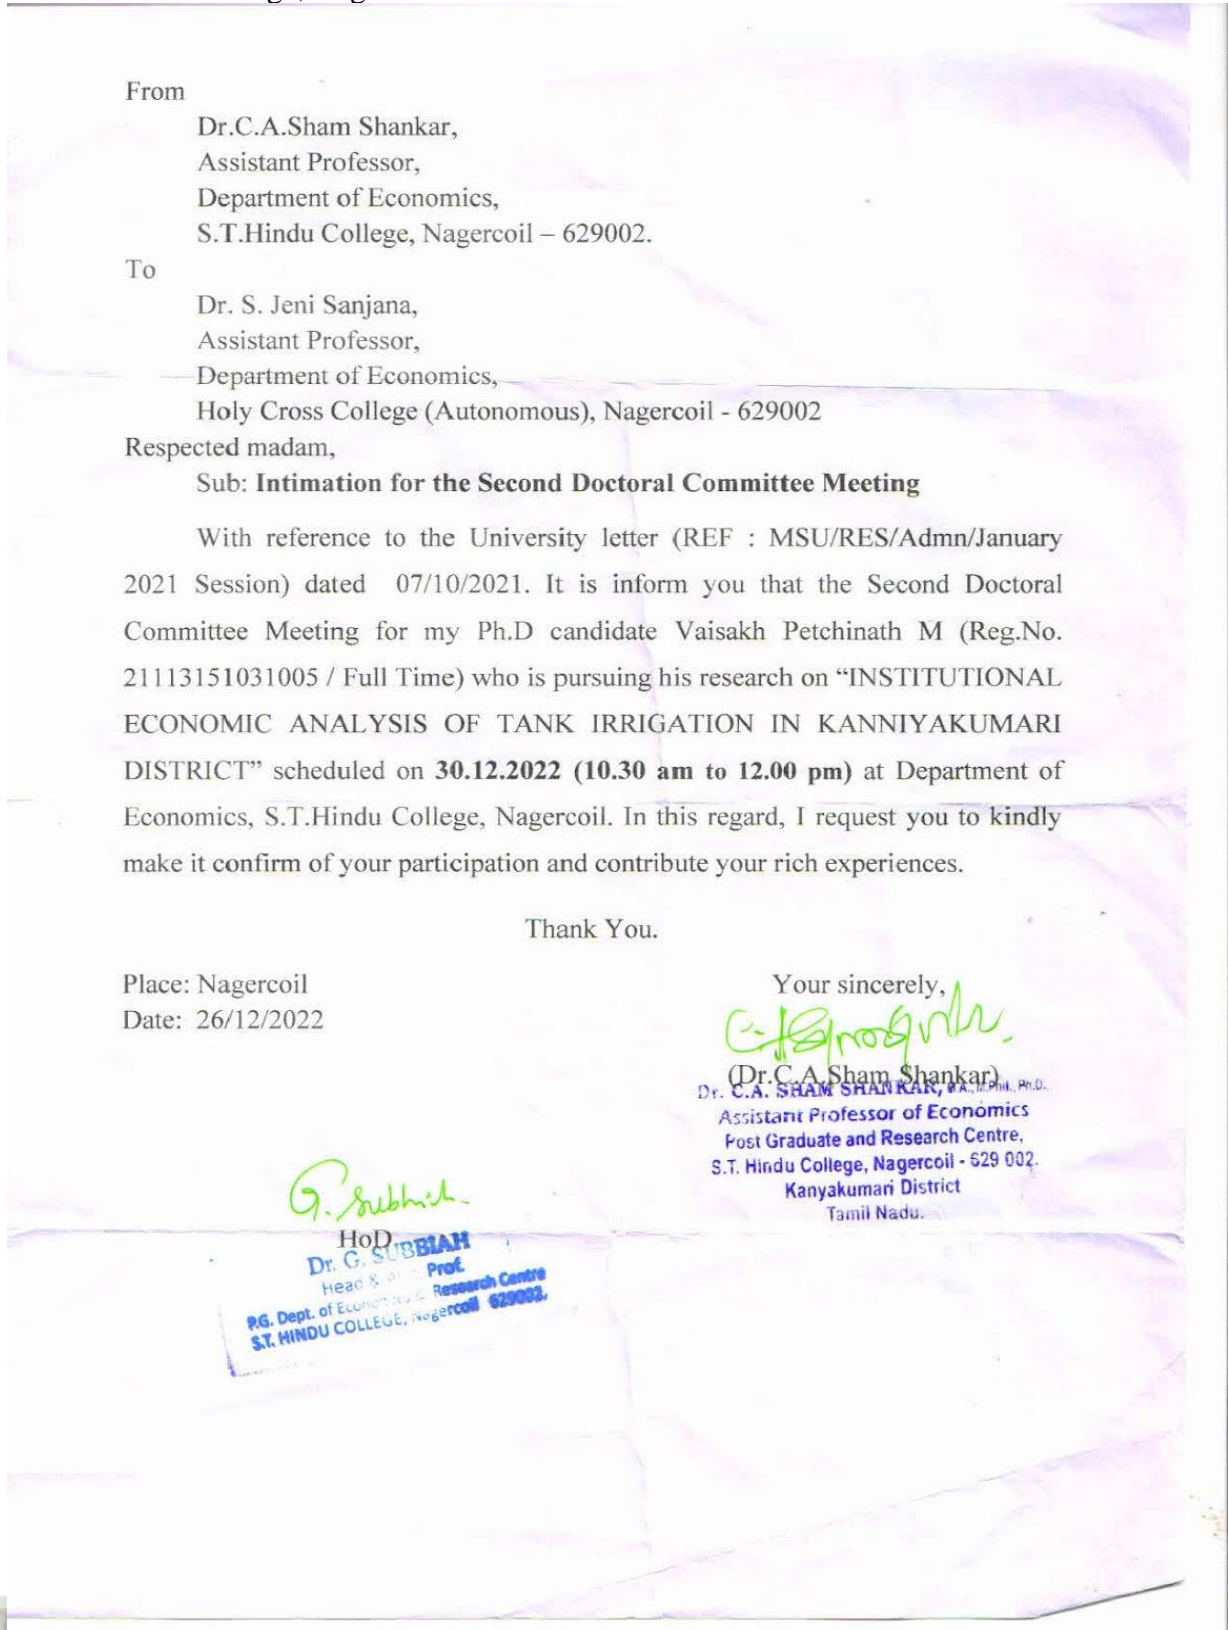 From
Dr.C.A.Sham Shankar,
Assistant Professor,
Department of Economics,
S.T.Hindu College, Nagercoil – 629002.
To
Dr. S. Jeni Sanjana,
Assistant Professor,
Department of Economics,
Holy Cross College (Autonomous), Nagercoil - 629002
Respected madam,
Sub: Intimation for the Second Doctoral Committee Meeting
With reference to the University letter (REF : MSU/RES/Admn/January
2021 Session) dated 07/10/2021. It is inform you that the Second Doctoral
Committee Meeting for my Ph.D candidate Vaisakh Petchinath M (Reg.No.
21113151031005 / Full Time) who is pursuing his research on “INSTITUTIONAL
ECONOMIC ANALYSIS OF TANK IRRIGATION IN KANNIYAKUMARI
DISTRICT” scheduled on 30.12.2022 (10.30 am to 12.00 pm) at Department of
Economics, S.T.Hindu College, Nagercoil. In this regard, I request you to kindly
make it confirm of your participation and contribute your rich experiences.
Thank You.
Place: Nagercoil
Date: 26/12/2022
Your sincerely,
(Dr.C.A.Sham Shankar)
Dr. C.A. SHAM SHANKAR, M.A., M.Phil., Ph.D.
Assistant Professor of Economics
Post Graduate and Research Centre,
S.T. Hindu College, Nagercoil - 629 002.
Kanyakumari District
Tamil Nadu.
G. Subbiah
HoD
Dr. G. SUBBIAH
Head & Prof.
P.G. Dept. of Economics & Research Centre
S.T. HINDU COLLEGE, Nagercoil 629002.